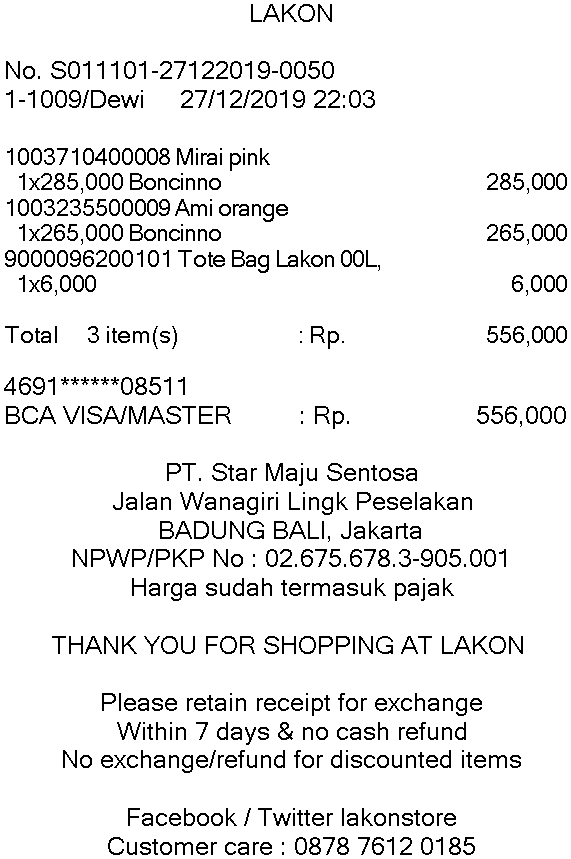 LAKON
No. S011101-27122019-0050
1-1009/Dewi 27/12/2019 22:03
1003710400008 Mirai pink
1x285,000 Boncinno 285,000
1003235500009 Ami orange
1x265,000 Boncinno 265,000
9000096200101 Tote Bag Lakon 00L,
1x6,000 6,000
Total 3 item(s) : Rp. 556,000
4691******08511
BCA VISA/MASTER : Rp. 556,000
PT. Star Maju Sentosa
Jalan Wanagiri Lingk Peselakan
BADUNG BALI, Jakarta
NPWP/PKP No : 02.675.678.3-905.001
Harga sudah termasuk pajak
THANK YOU FOR SHOPPING AT LAKON
Please retain receipt for exchange
Within 7 days & no cash refund
No exchange/refund for discounted items
Facebook / Twitter lakonstore
Customer care : 0878 7612 0185